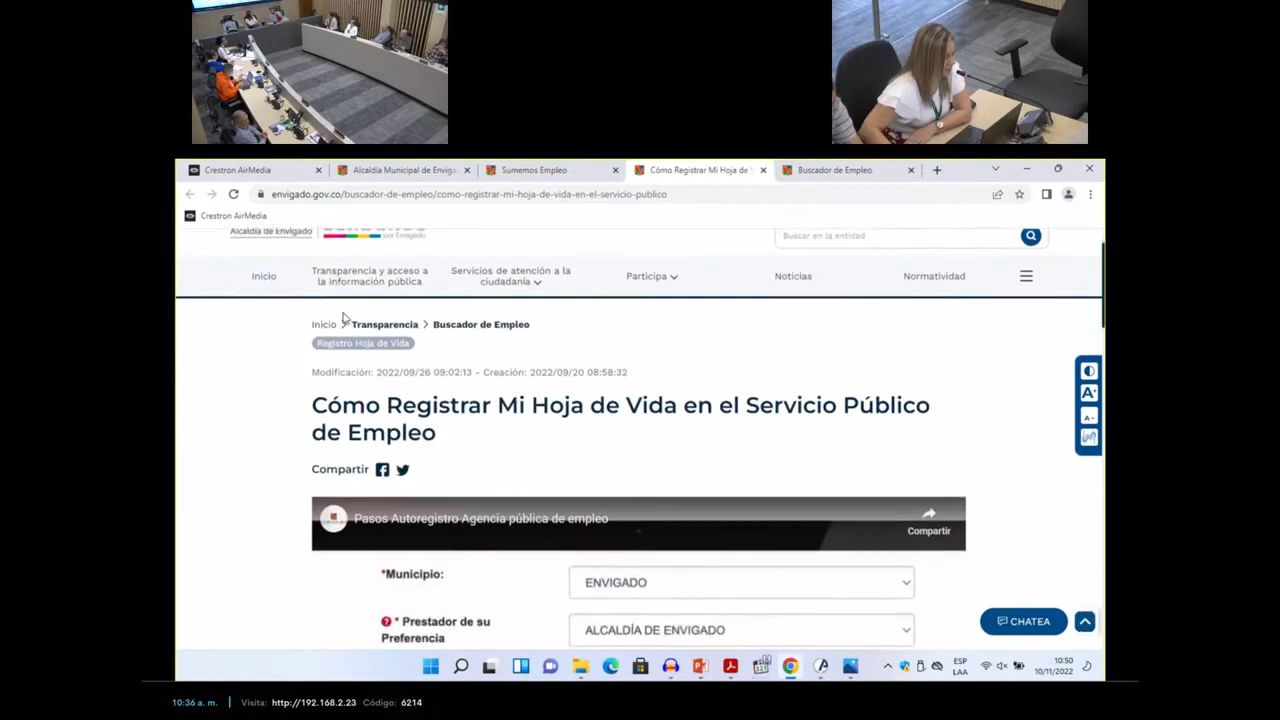 Crestron AirMedia
Alcaldía Municipal de Envig
Sumemos Empleo
Cómo Registrar Mi Hoja de
Buscador de Empleo
envigado.gov.co/buscador-de-empleo/como-registrar-mi-hoja-de-vida-en-el-servicio-publico
Crestron AirMedia
Alcaldía de Envigado
por Envigado
Buscar en la entidad
Inicio
Transparencia y acceso a
la información pública
Servicios de atención a la
ciudadanía
Participa
Noticias
Normatividad
Inicio > Transparencia > Buscador de Empleo
Registro Hoja de Vida
Modificación: 2022/09/26 09:02:13 - Creación: 2022/09/20 08:58:32
Cómo Registrar Mi Hoja de Vida en el Servicio Público
de Empleo
Compartir
Pasos Autoregistro Agencia pública de empleo
Compartir
*Municipio:
ENVIGADO
* Prestador de su
Preferencia
ALCALDÍA DE ENVIGADO
A+
A-
CHATEA
ESP
LAA
10:50
10/11/2022
10:36 a. m. | Visita: http://192.168.2.23 Código: 6214